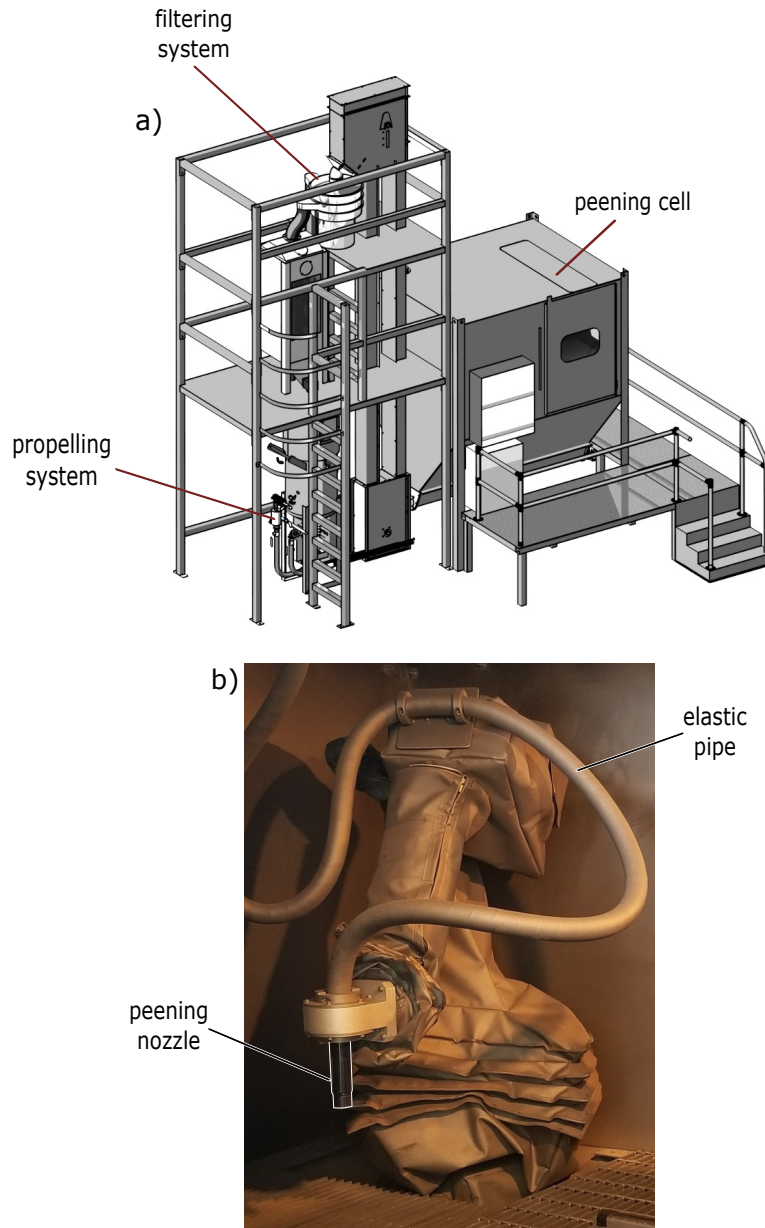 filtering
system
a)
peening cell
propelling
system
b)
elastic
pipe
peening
nozzle